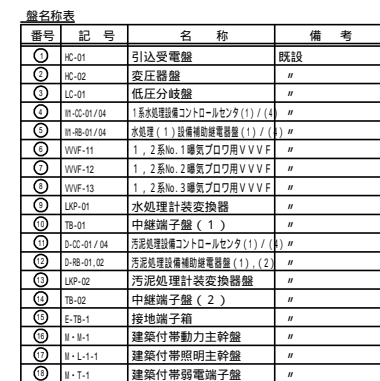 盤名称表
番号 記 号 名 称 備 考
① HC-01 引込受電盤 既設
② HC-02 変圧器盤 〃
③ LC-01 低圧分岐盤 〃
④ W1-CC-01/04 1系水処理設備コントロールセンタ(1)/(4) 〃
⑤ W1-RB-01/04 水処理(1)設備補助継電器盤(1)/(4) 〃
⑥ VVVF-11 1,2系No.1曝気ブロワ用VVVF 〃
⑦ VVVF-12 1,2系No.2曝気ブロワ用VVVF 〃
⑧ VVVF-13 1,2系No.3曝気ブロワ用VVVF 〃
⑨ LKP-01 水処理計装変換器 〃
⑩ TB-01 中継端子盤(1) 〃
⑪ D-CC-01/04 汚泥処理設備コントロールセンタ(1)/(4) 〃
⑫ D-RB-01,02 汚泥処理設備補助継電器盤(1),(2) 〃
⑬ LKP-02 汚泥処理計装変換器盤 〃
⑭ TB-02 中継端子盤(2) 〃
⑮ E-TB-1 接地端子箱 〃
⑯ M・M-1 建築付帯動力主幹盤 〃
⑰ M・L-1-1 建築付帯照明主幹盤 〃
⑱ M・T-1 建築付帯弱電端子盤 〃